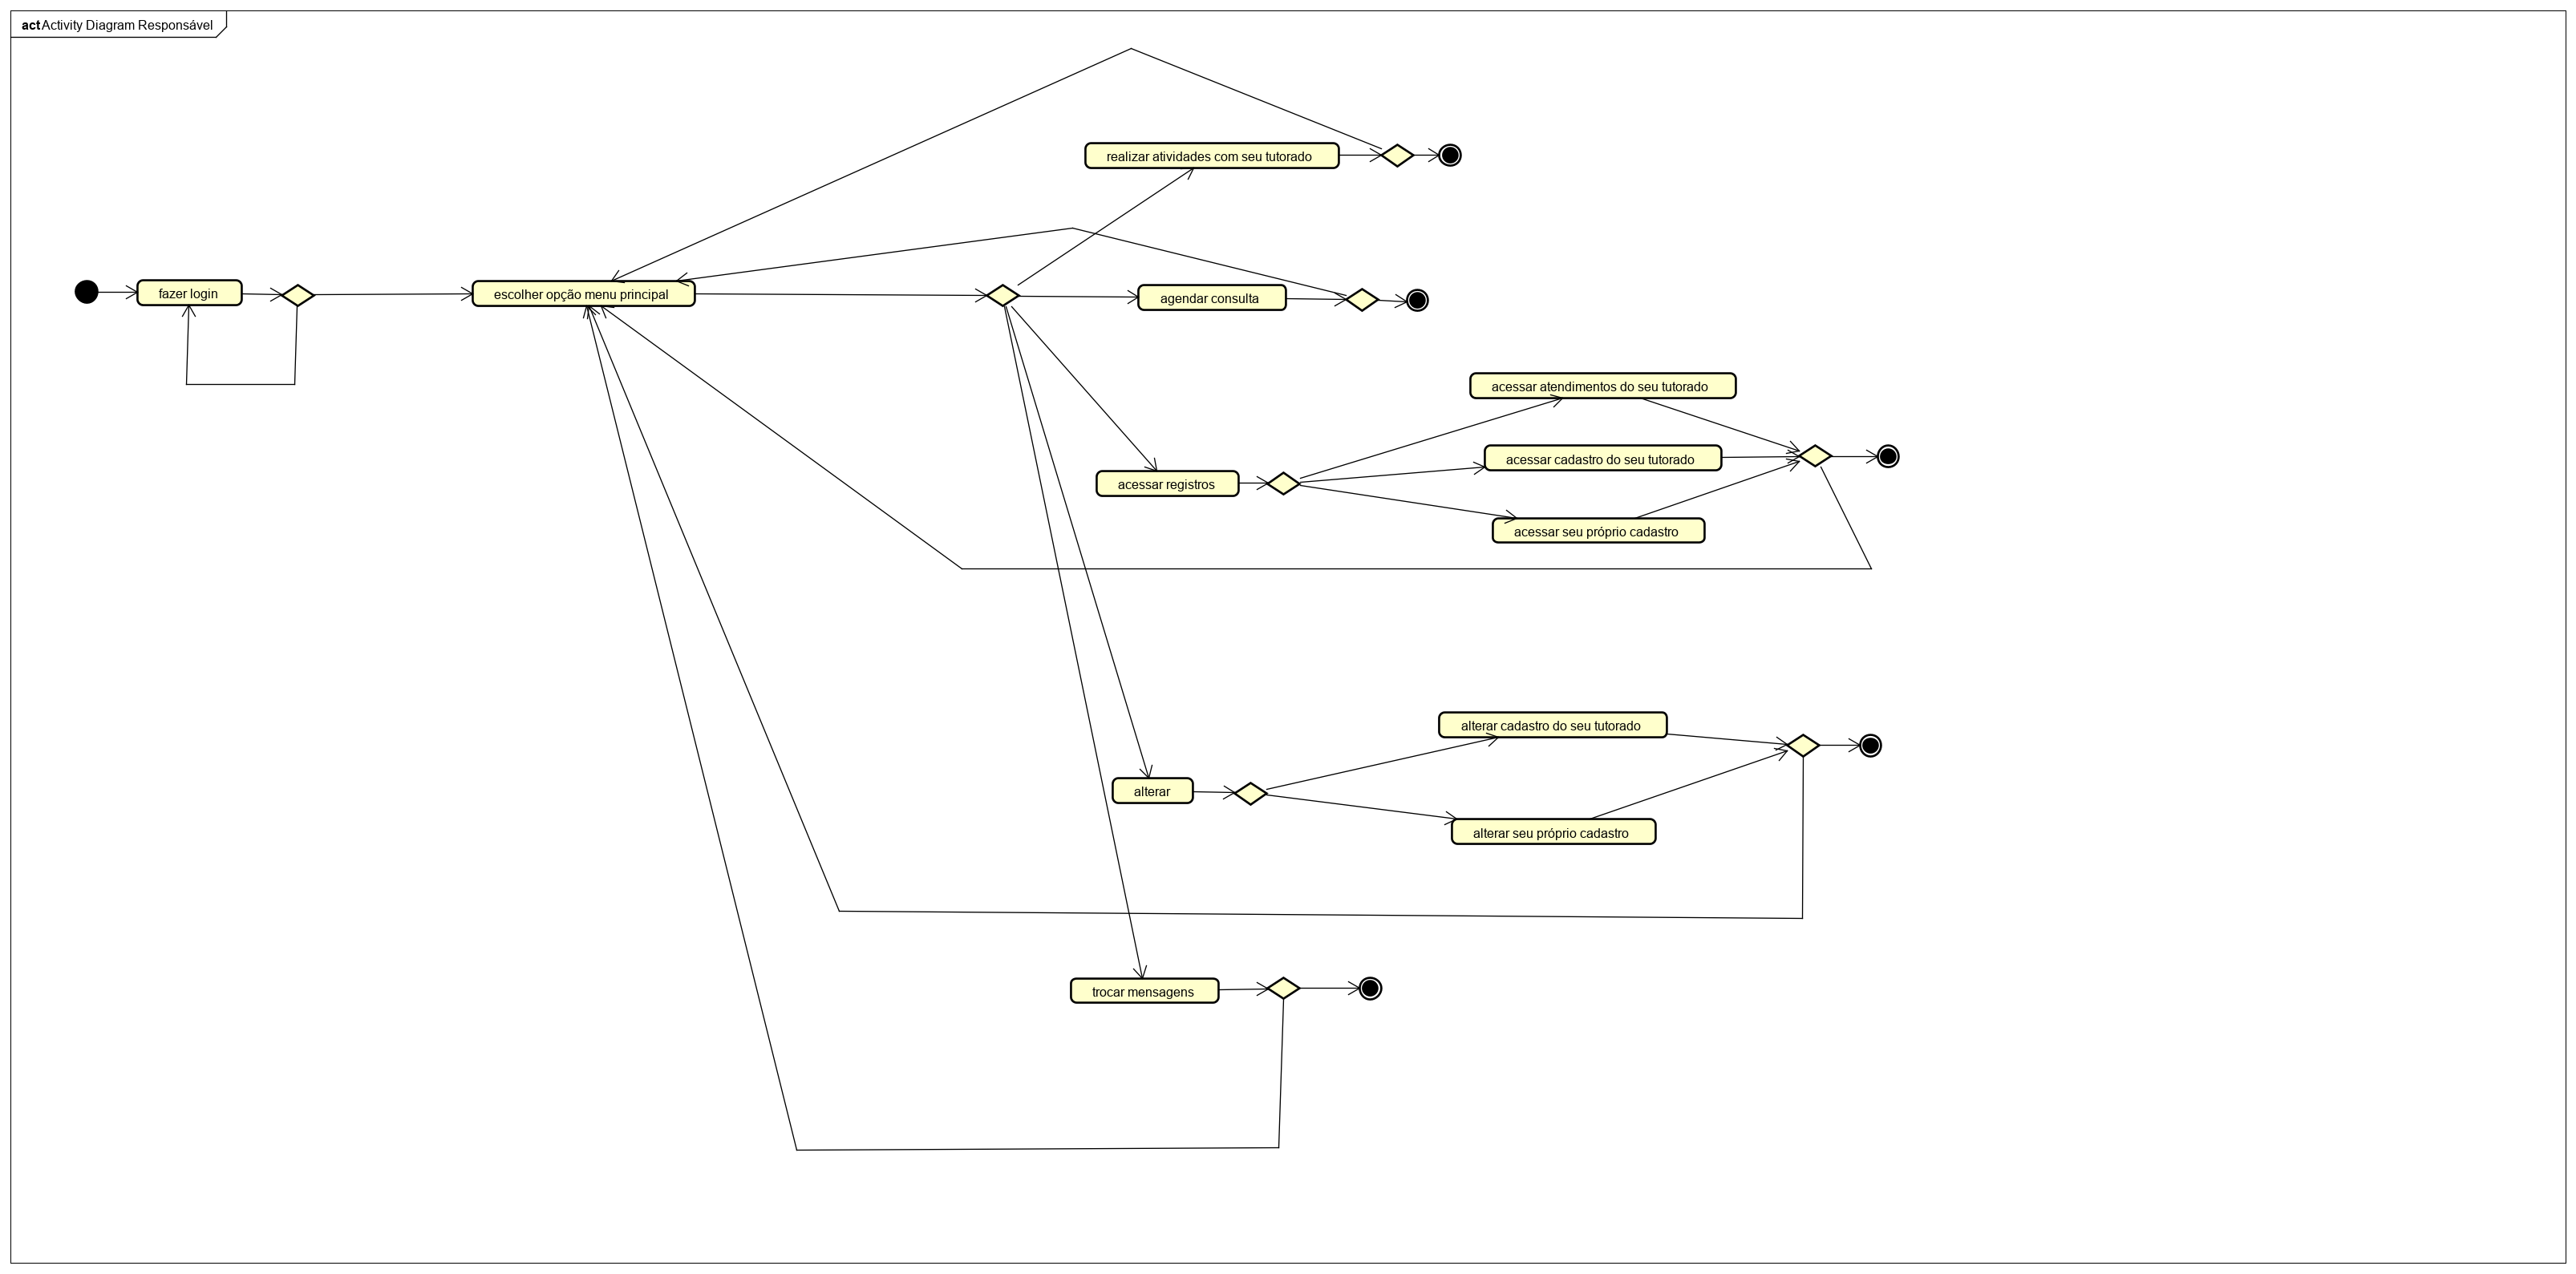 act Activity Diagram Responsável
realizar atividades com seu tutorado
fazer login
escolher opção menu principal
agendar consulta
acessar atendimentos do seu tutorado
acessar cadastro do seu tutorado
acessar registros
acessar seu próprio cadastro
alterar cadastro do seu tutorado
alterar
alterar seu próprio cadastro
trocar mensagens